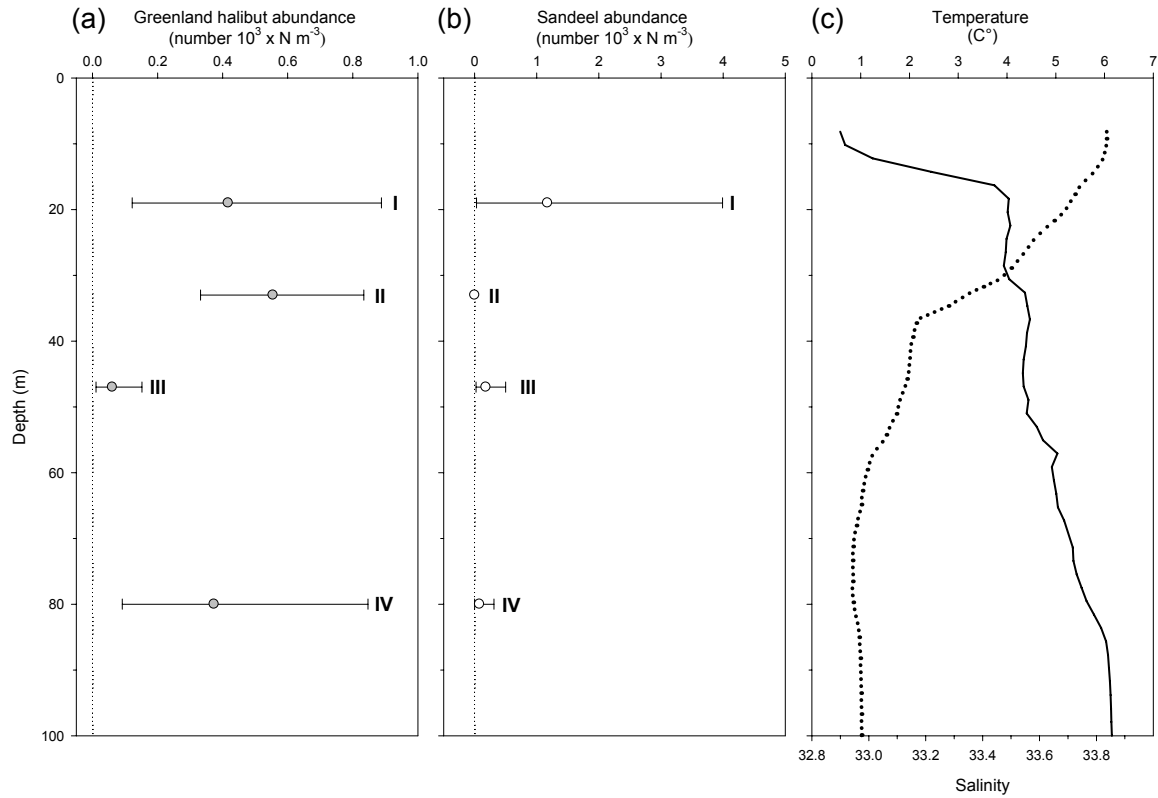 (a)
Greenland halibut abundance
(number 10³ x N m⁻³)
0.0 0.2 0.4 0.6 0.8 1.0
(b)
Sandeel abundance
(number 10³ x N m⁻³)
0 1 2 3 4 5
(c)
Temperature
(C°)
0 1 2 3 4 5 6 7
Depth (m)
0
20
40
60
80
100
I
II
III
IV
I
II
III
IV
32.8 33.0 33.2 33.4 33.6 33.8
Salinity